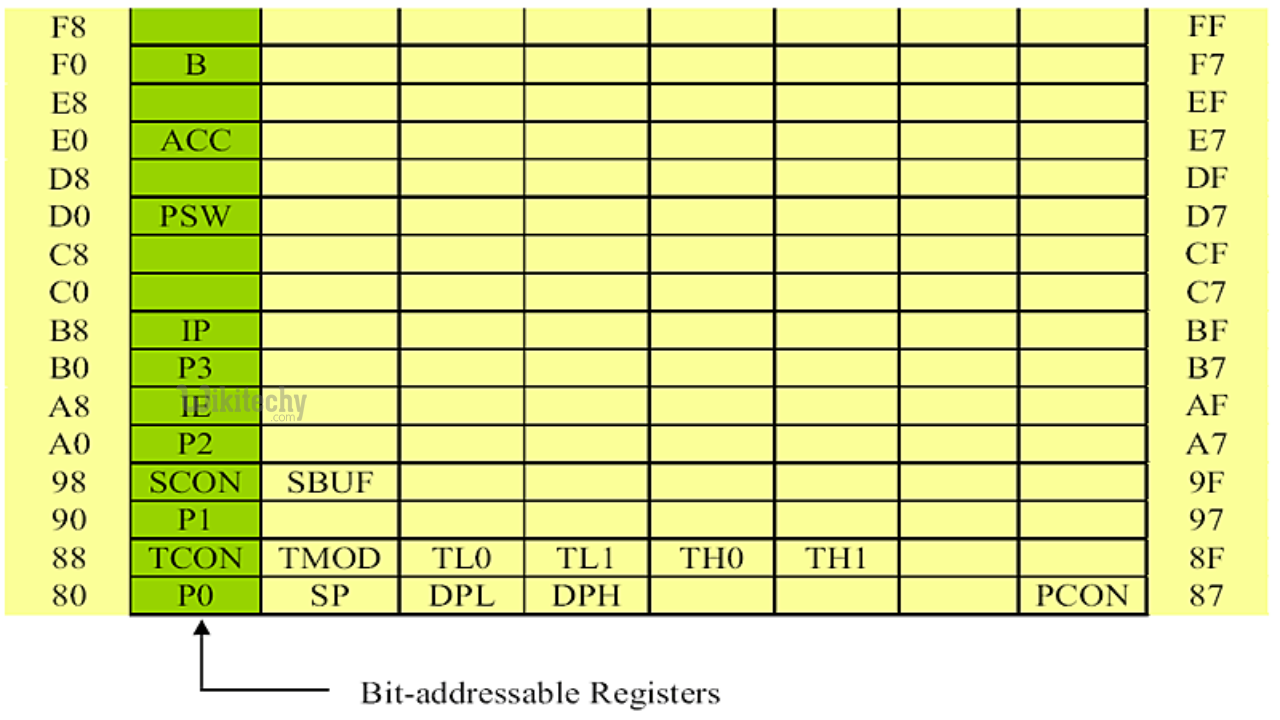 F8 FF
F0 B F7
E8 EF
E0 ACC E7
D8 DF
D0 PSW D7
C8 CF
C0 C7
B8 IP BF
B0 P3 B7
A8 IE AF
Wikitechy
.com
A0 P2 A7
98 SCON SBUF 9F
90 P1 97
88 TCON TMOD TL0 TL1 TH0 TH1 8F
80 P0 SP DPL DPH PCON 87
Bit-addressable Registers